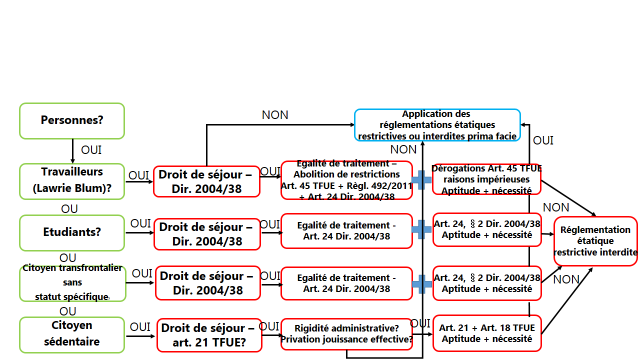 NON
Application des
réglementations étatiques
restrictives ou interdites prima facie
Personnes?
OUI
NON
OUI
Travailleurs
(Lawrie Blum)?
OUI
Droit de séjour –
Dir. 2004/38
OUI
Egalité de traitement –
Abolition de restrictions
Art. 45 TFUE + Règl. 492/2011
+ Art. 24 Dir. 2004/38
Dérogations Art. 45 TFUE
raisons impérieuses
Aptitude + nécessité
OU
NON
Etudiants?
OUI
Droit de séjour –
Dir. 2004/38
OUI
Egalité de traitement -
Art. 24 Dir. 2004/38
Art. 24, § 2 Dir. 2004/38
Aptitude + nécessité
Réglementation
étatique
restrictive interdite
OU
Citoyen transfrontalier
sans
statut spécifique
OUI
Droit de séjour –
Dir. 2004/38
OUI
Egalité de traitement -
Art. 24 Dir. 2004/38
Art. 24, § 2 Dir. 2004/38
Aptitude + nécessité
NON
OU
Citoyen
sédentaire
OUI
Droit de séjour –
art. 21 TFUE?
OUI
Rigidité administrative?
Privation jouissance effective?
OUI
Art. 21 + Art. 18 TFUE
Aptitude + nécessité